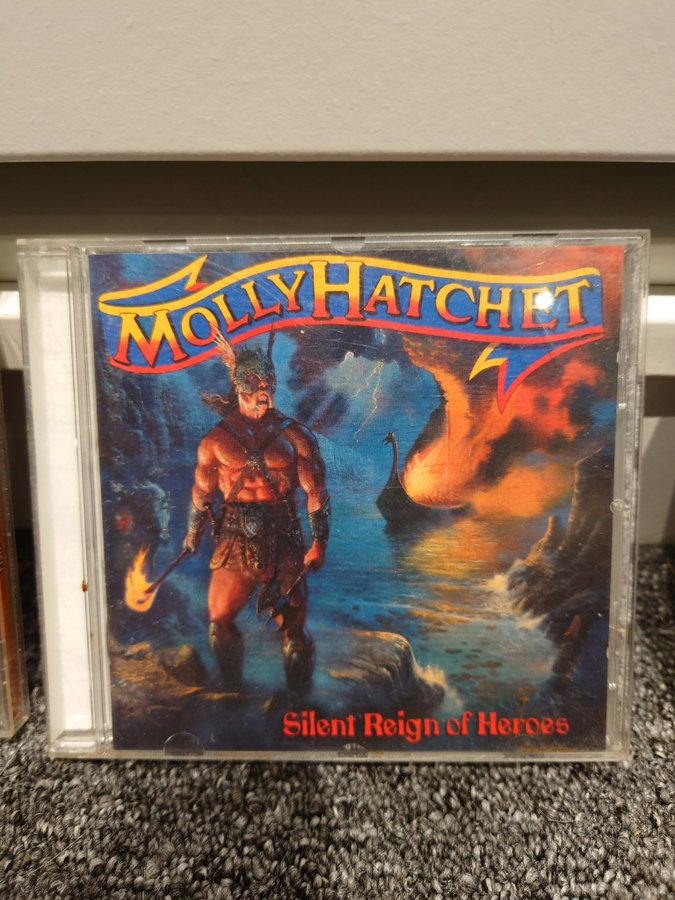 MOLLY HATCHET
Silent Reign of Heroes